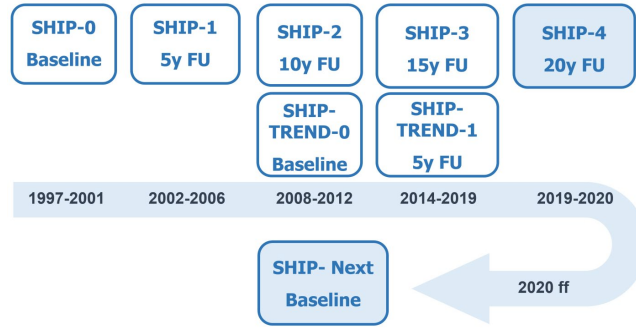 SHIP-0
Baseline
SHIP-1
5y FU
SHIP-2
10y FU
SHIP-3
15y FU
SHIP-4
20y FU
SHIP-
TREND-0
Baseline
SHIP-
TREND-1
5y FU
1997-2001
2002-2006
2008-2012
2014-2019
2019-2020
SHIP- Next
Baseline
2020 ff